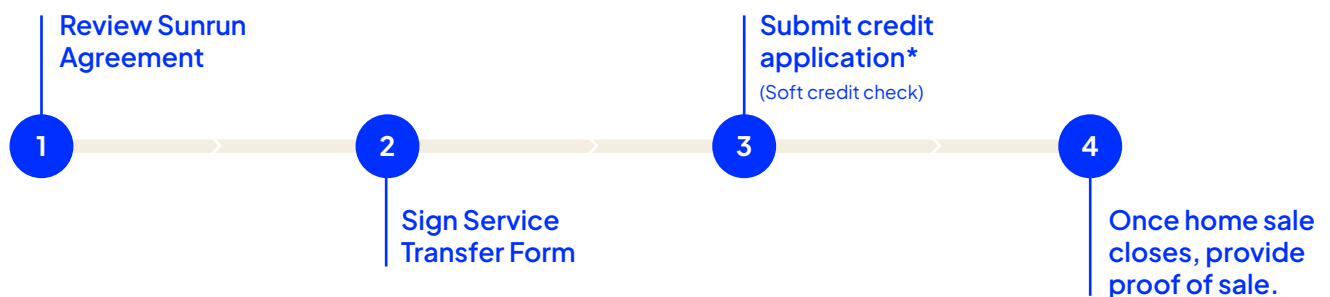 Review Sunrun
Agreement
1
2
Sign Service
Transfer Form
Submit credit
application*
(Soft credit check)
3
4
Once home sale
closes, provide
proof of sale.